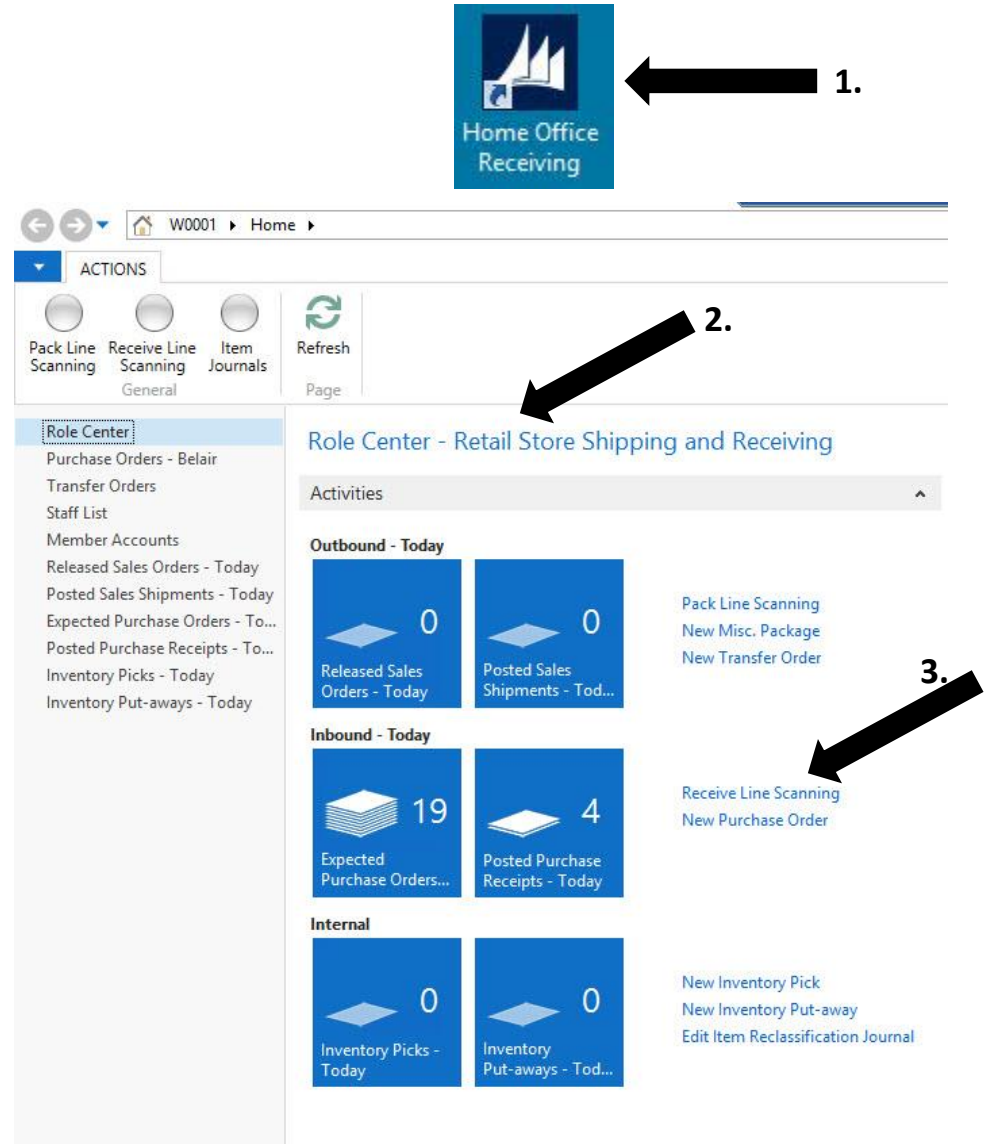 1.
Home Office
Receiving
W0001 ▸ Home ▸
ACTIONS
2.
Pack Line
Scanning
Receive Line
Scanning
Item
Journals
Refresh
General
Page
Role Center
Purchase Orders - Belair
Transfer Orders
Staff List
Member Accounts
Released Sales Orders - Today
Posted Sales Shipments - Today
Expected Purchase Orders - To...
Posted Purchase Receipts - To...
Inventory Picks - Today
Inventory Put-aways - Today
Role Center - Retail Store Shipping and Receiving
Activities
Outbound - Today
0
Released Sales
Orders - Today
0
Posted Sales
Shipments - Tod...
Pack Line Scanning
New Misc. Package
New Transfer Order
3.
Inbound - Today
19
Expected
Purchase Orders...
4
Posted Purchase
Receipts - Today
Receive Line Scanning
New Purchase Order
Internal
0
Inventory Picks -
Today
0
Inventory
Put-aways - Tod...
New Inventory Pick
New Inventory Put-away
Edit Item Reclassification Journal